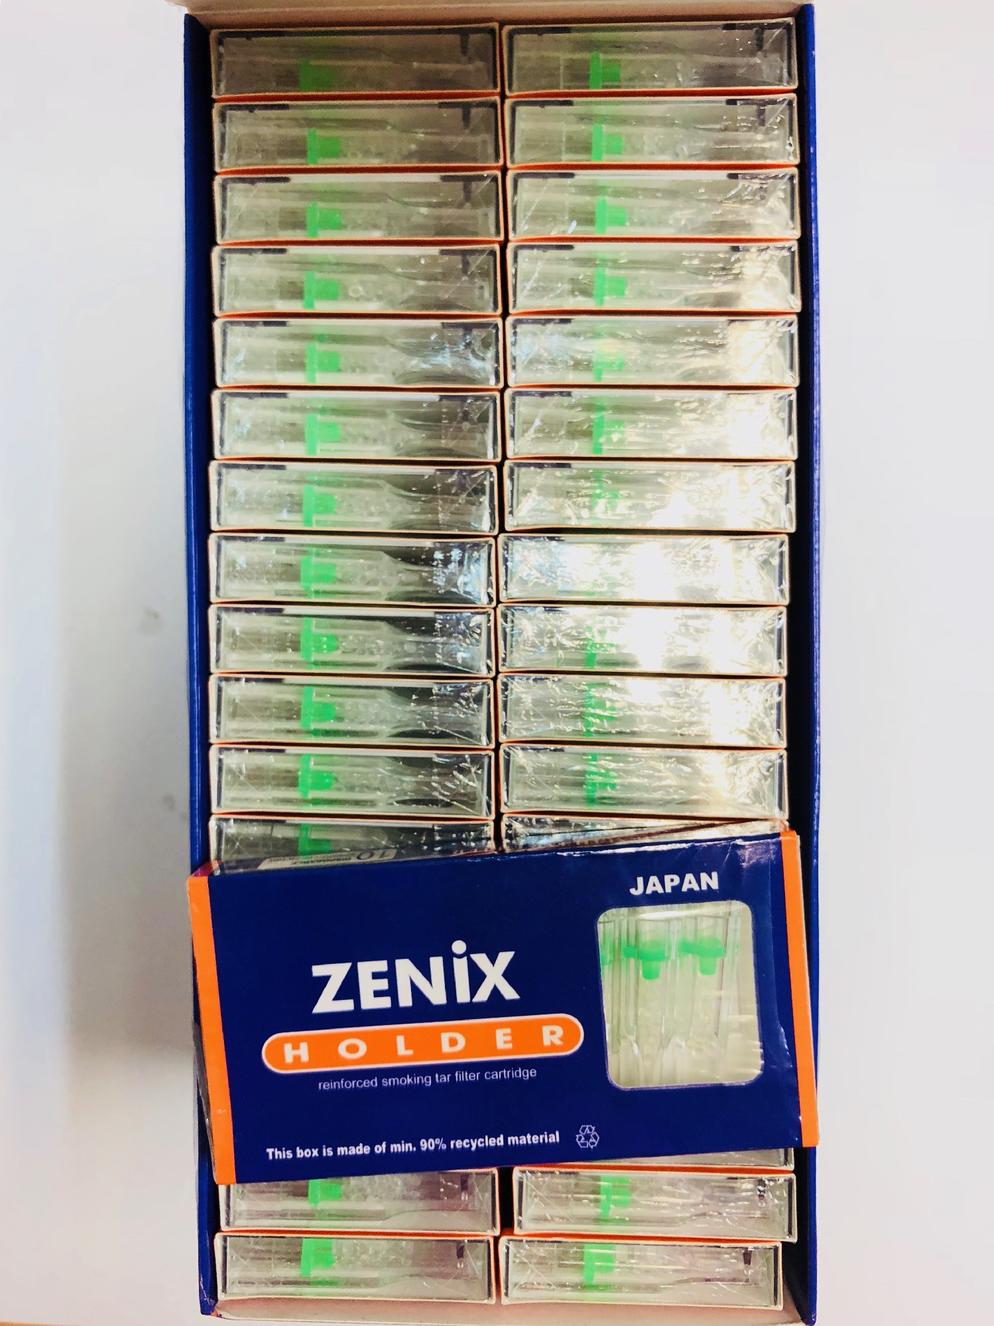 JAPAN
ZENiX
HOLDER
reinforced smoking tar filter cartridge
This box is made of min. 90% recycled material